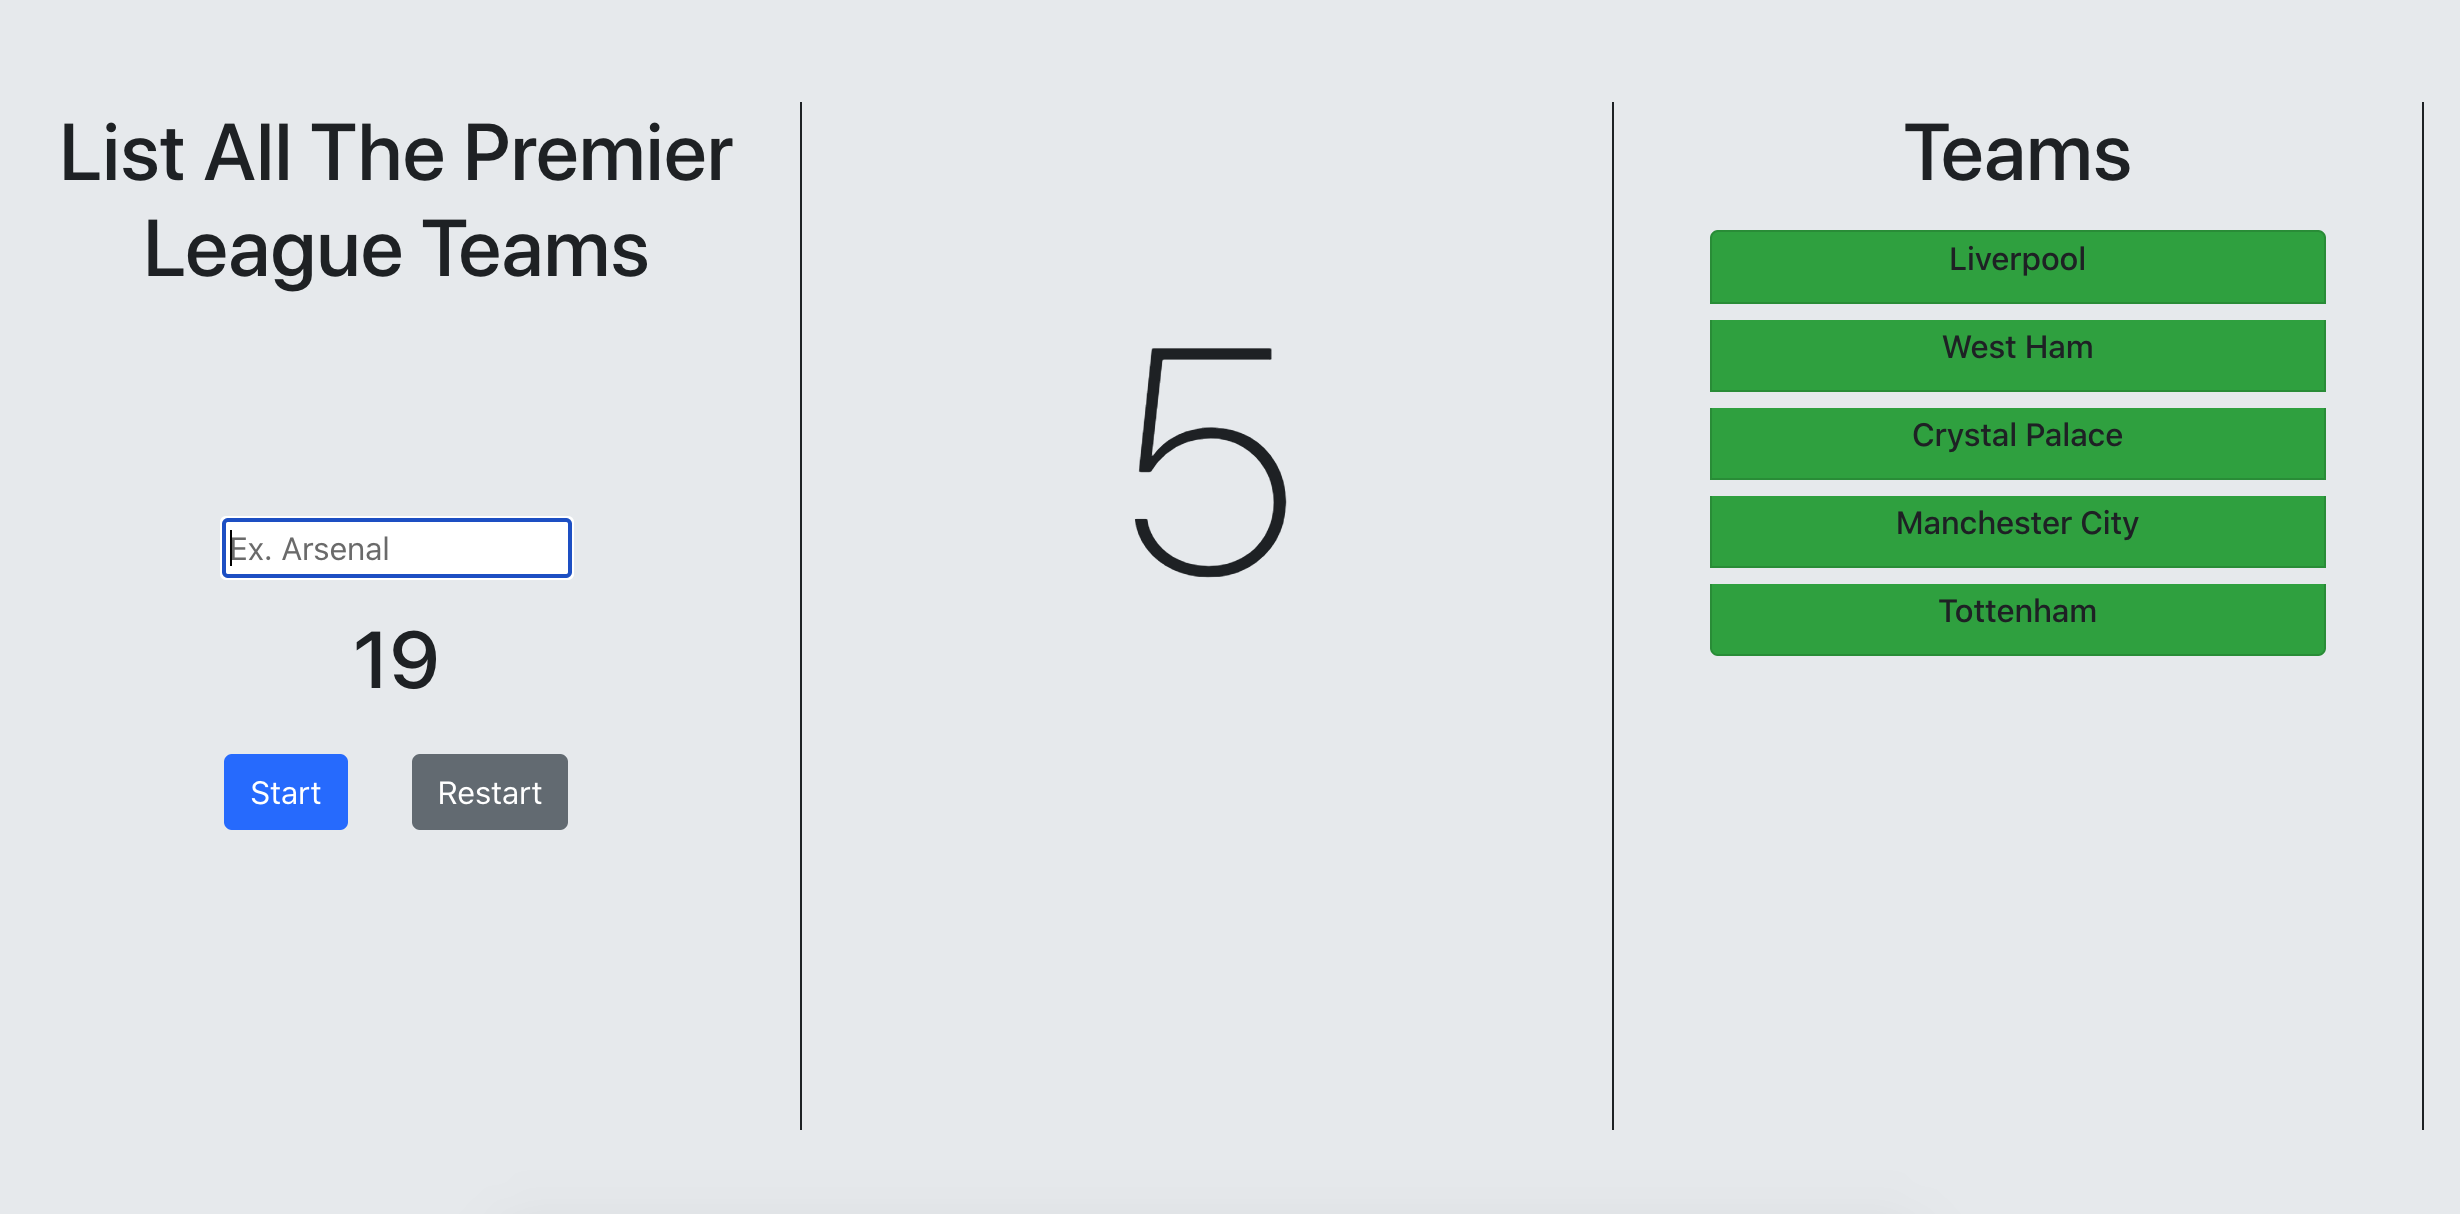 List All The Premier
League Teams
Ex. Arsenal
19
Start
Restart
5
Teams
Liverpool
West Ham
Crystal Palace
Manchester City
Tottenham